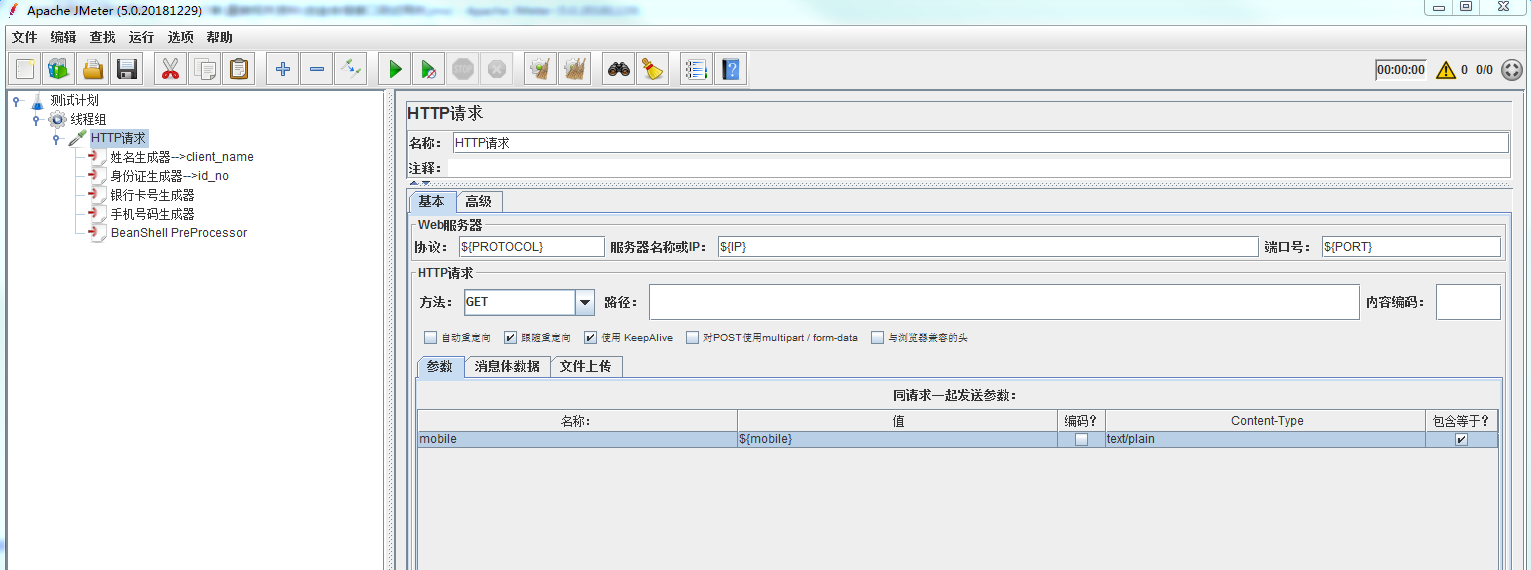 Apache JMeter (5.0.20181229)
Apache JMeter (5.0.20181229
文件 编辑 查找 运行 选项 帮助
STOP
00:00:00 0 0/0
测试计划
线程组
HTTP请求
姓名生成器-->client_name
身份证生成器-->id_no
银行卡号生成器
手机号码生成器
BeanShell PreProcessor
HTTP请求
名称: HTTP请求
注释:
基本 高级
Web服务器
协议: ${PROTOCOL} 服务器名称或IP: ${IP} 端口号: ${PORT}
HTTP请求
方法: GET 路径: 内容编码:
自动重定向 跟随重定向 使用 KeepAlive 对POST使用multipart / form-data 与浏览器兼容的头
参数 消息体数据 文件上传
同请求一起发送参数:
名称: 值 编码? Content-Type 包含等于?
mobile ${mobile} text/plain